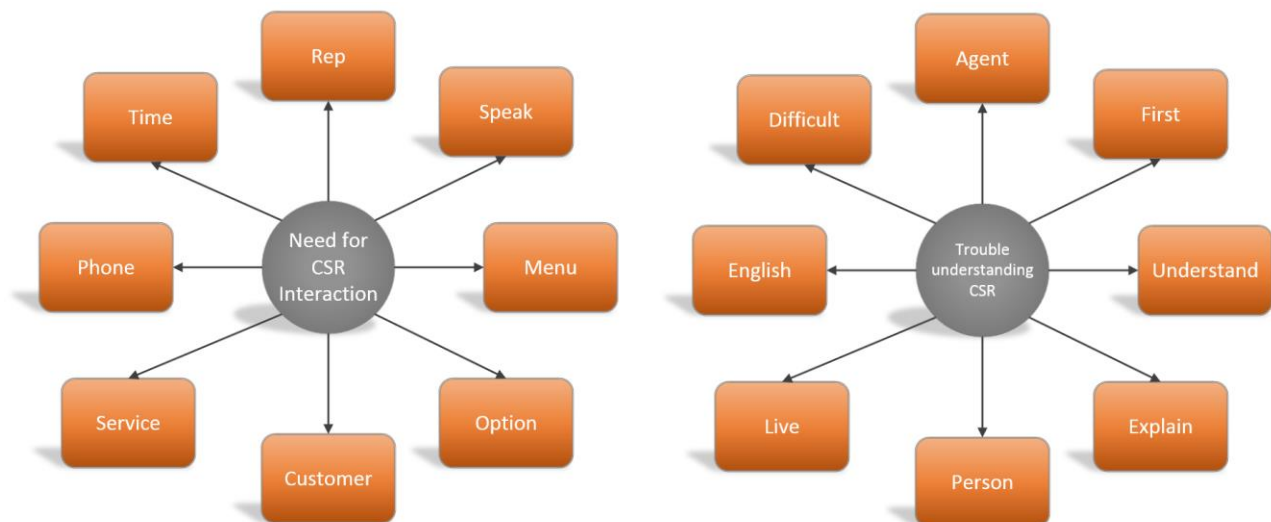 Rep
Time
Speak
Need for
CSR
Interaction
Phone
Menu
Service
Option
Customer
Agent
Difficult
First
Trouble
understanding
CSR
English
Understand
Live
Explain
Person